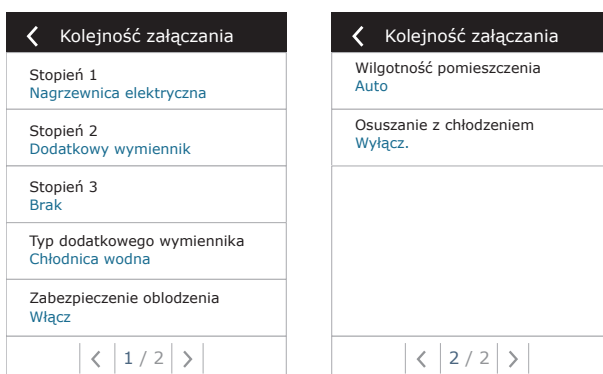 Kolejność załączania
Stopień 1
Nagrzewnica elektryczna
Stopień 2
Dodatkowy wymiennik
Stopień 3
Brak
Typ dodatkowego wymiennika
Chłodnica wodna
Zabezpieczenie oblodzenia
Włącz
1 / 2
Kolejność załączania
Wilgotność pomieszczenia
Auto
Osuszanie z chłodzeniem
Wyłącz.
2 / 2